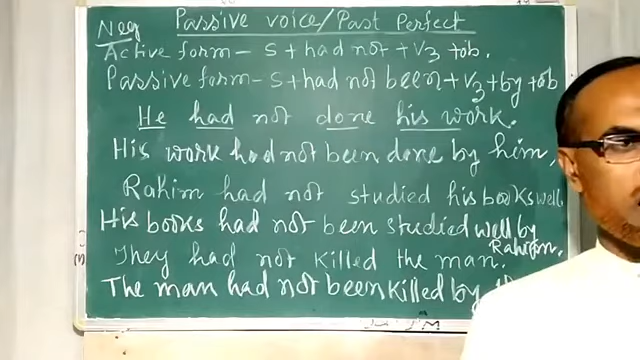 Neg
Passive voice/Past Perfect
Active form - S + had not + V3 + ob.
Passive form - S + had not been + V3 + by + ob
He had not done his work.
His work had not been done by him,
Rahim had not studied his books well.
His books had not been studied well by
Rahim.
They had not killed the man.
The man had not been killed by